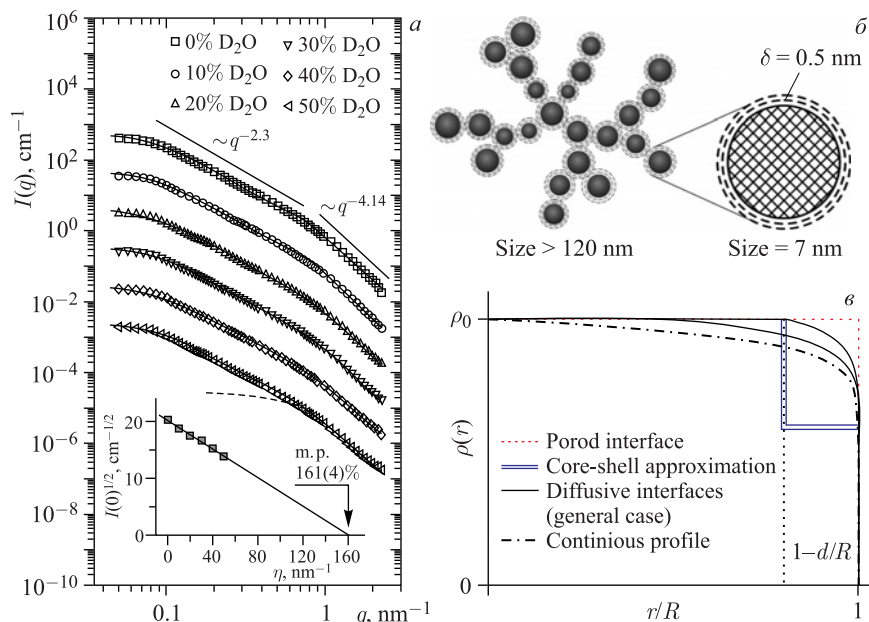 а
10^6
10^4
10^2
10^0
10^−2
10^−4
10^−6
10^−8
10^−10
I(q), cm^−1
0% D₂O
10% D₂O
20% D₂O
30% D₂O
40% D₂O
50% D₂O
~q^−2.3
~q^−4.14
20
15
10
5
0
I(0)^1/2, cm^−1/2
m.p.
161(4)%
0 40 80 120 160
η, nm^−1
0.1 1
q, nm^−1
б
δ = 0.5 nm
Size > 120 nm
Size = 7 nm
в
ρ₀
ρ(r)
Porod interface
Core-shell approximation
Diffusive interfaces
(general case)
Continious profile
1−d/R
0
r/R
1